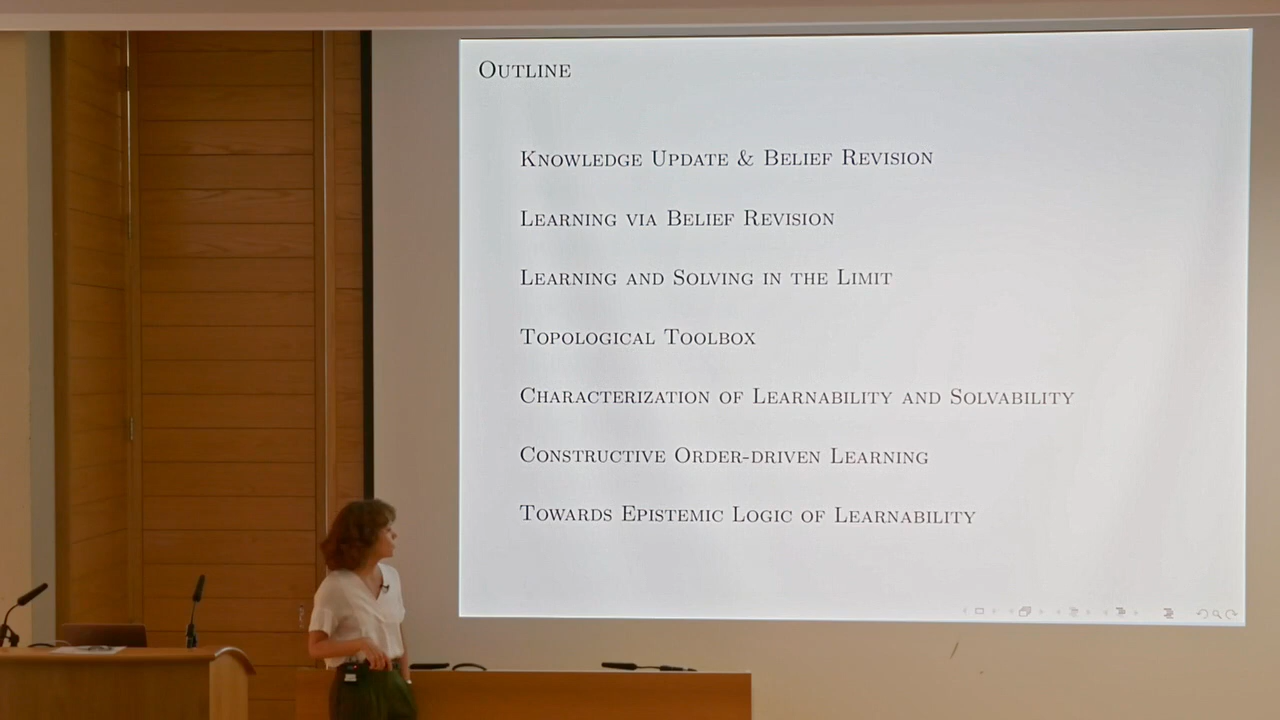 Outline
Knowledge Update & Belief Revision
Learning via Belief Revision
Learning and Solving in the Limit
Topological Toolbox
Characterization of Learnability and Solvability
Constructive Order-driven Learning
Towards Epistemic Logic of Learnability